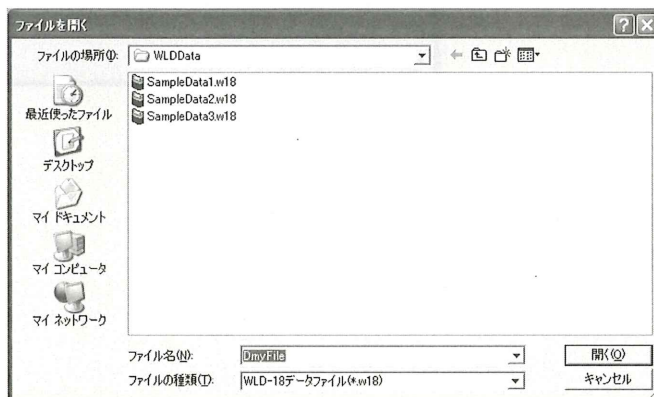 ファイルを開く
ファイルの場所(I): WLDData
SampleData1.w18
SampleData2.w18
SampleData3.w18
最近使ったファイル
デスクトップ
マイ ドキュメント
マイ コンピュータ
マイ ネットワーク
ファイル名(N): DmyFile 開く(O)
ファイルの種類(T): WLD-18データファイル(*.w18) キャンセル